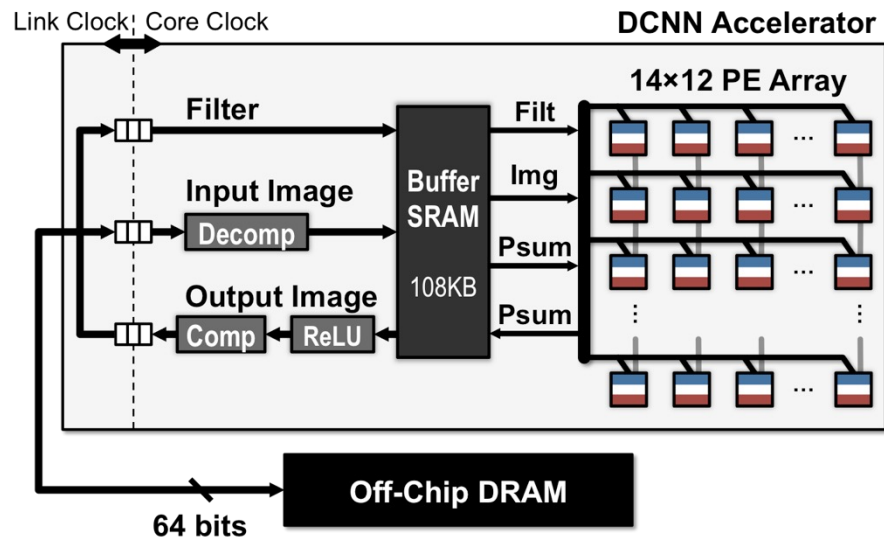 Link Clock
Core Clock
DCNN Accelerator
14×12 PE Array
Filter
Filt
Input Image
Decomp
Buffer
SRAM
108KB
Img
Psum
Output Image
Comp
ReLU
Psum
...
...
...
...
...
...
Off-Chip DRAM
64 bits